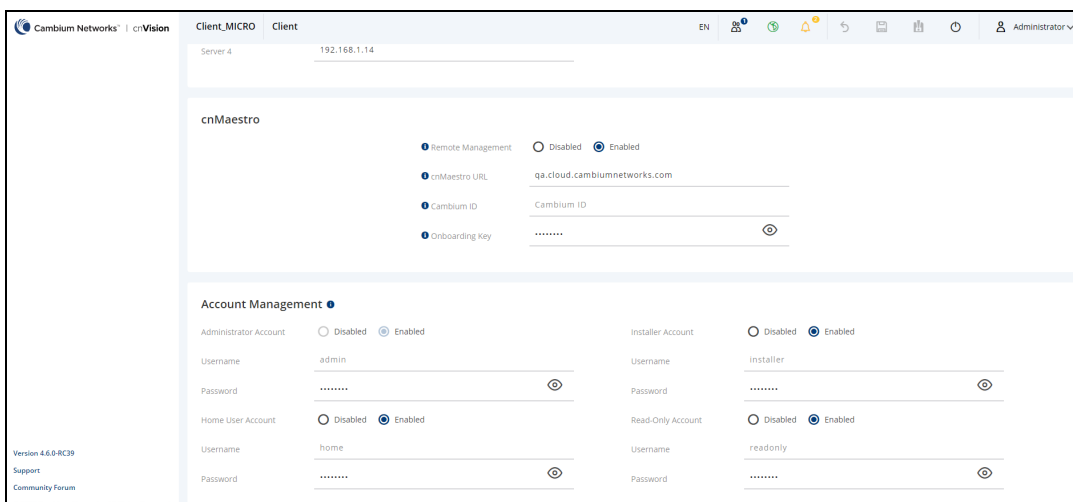 Cambium Networks™ | cnVision
Client_MICRO Client
EN
1
2
Administrator
Server 4 192.168.1.14
cnMaestro
Remote Management Disabled Enabled
cnMaestro URL qa.cloud.cambiumnetworks.com
Cambium ID Cambium ID
Onboarding Key ........
Account Management
Administrator Account Disabled Enabled
Username admin
Password ........
Home User Account Disabled Enabled
Username home
Password ........
Installer Account Disabled Enabled
Username installer
Password ........
Read-Only Account Disabled Enabled
Username readonly
Password ........
Version 4.6.0-RC39
Support
Community Forum